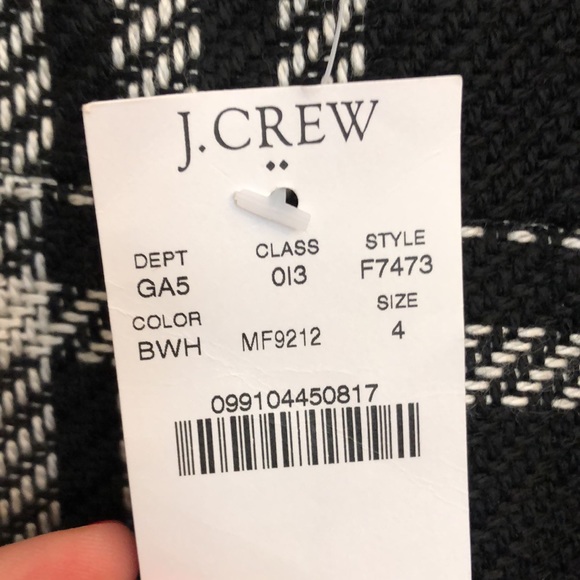 J.CREW
DEPT CLASS STYLE
GA5 013 F7473
COLOR SIZE
BWH MF9212 4
099104450817